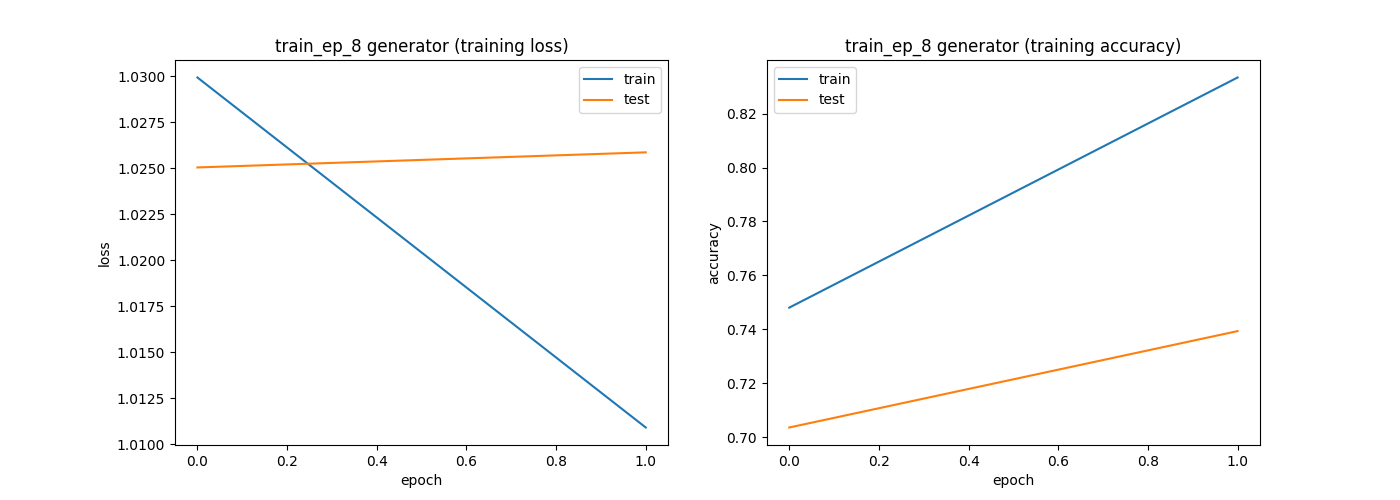 train_ep_8 generator (training loss)
1.0300
1.0275
1.0250
1.0225
1.0200
1.0175
1.0150
1.0125
1.0100
loss
0.0 0.2 0.4 0.6 0.8 1.0
epoch
train
test
train_ep_8 generator (training accuracy)
0.82
0.80
0.78
0.76
0.74
0.72
0.70
accuracy
0.0 0.2 0.4 0.6 0.8 1.0
epoch
train
test